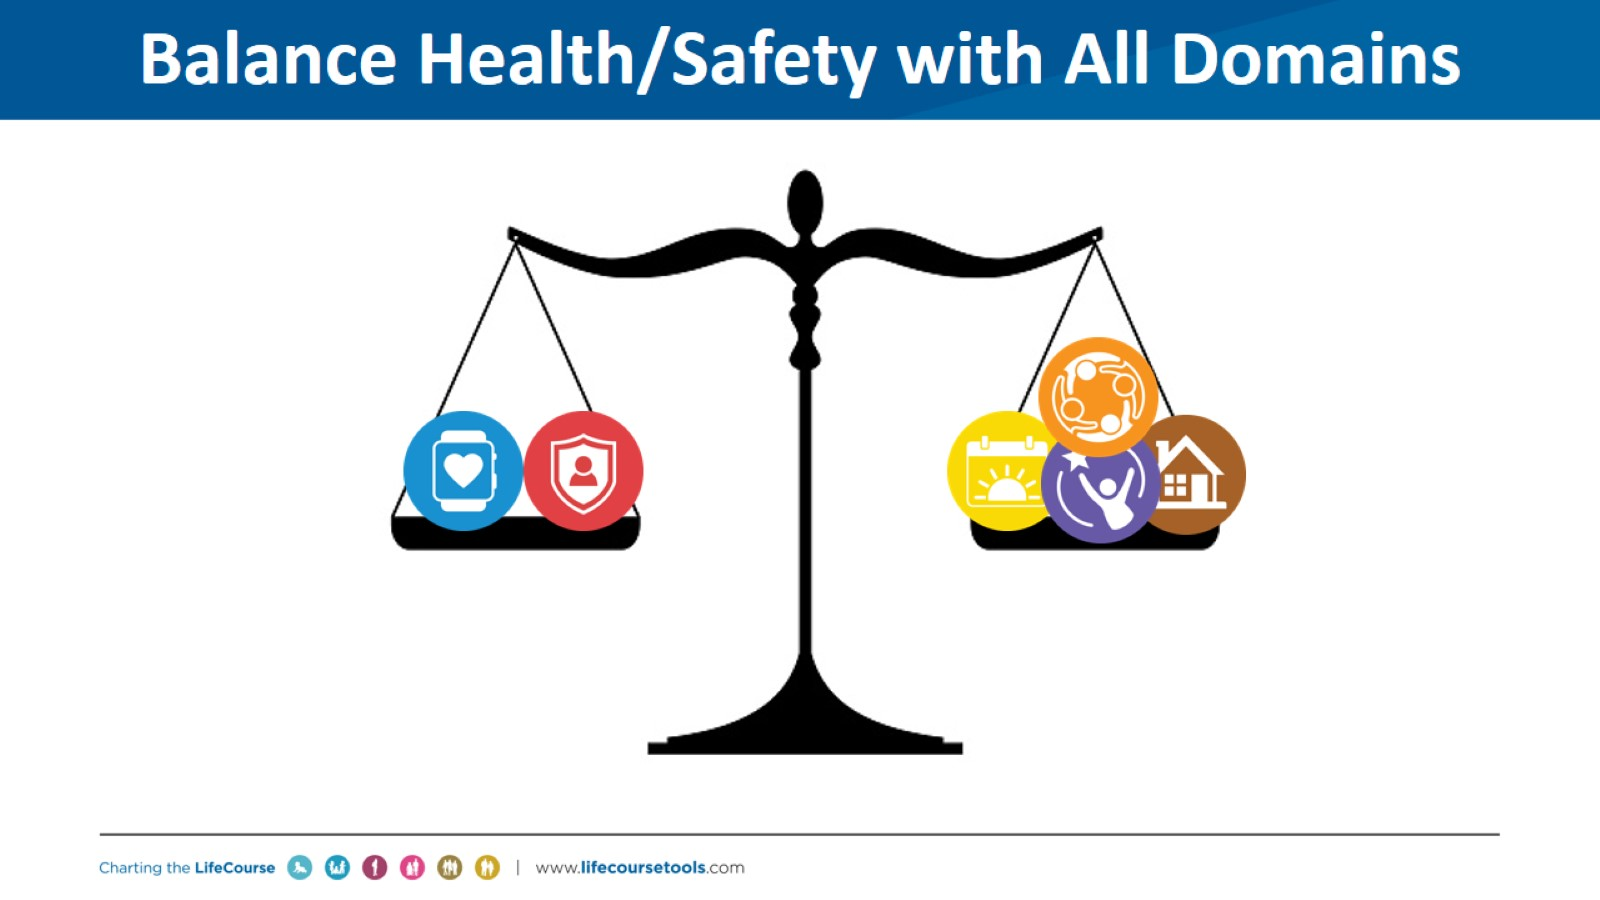 Balance Health/Safety with All Domains
Charting the LifeCourse | www.lifecoursetools.com